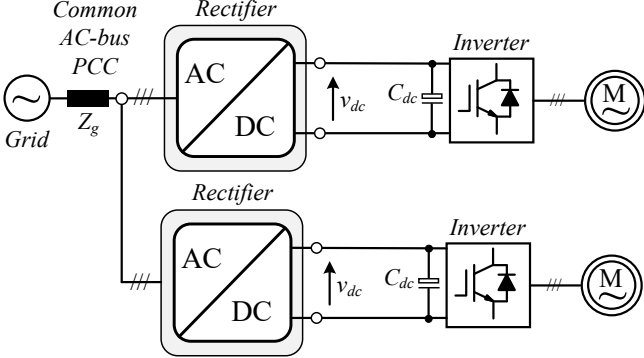 Common
AC-bus
PCC
Grid
Z_g
Rectifier
AC
DC
v_dc
C_dc
Inverter
M
Rectifier
AC
DC
v_dc
C_dc
Inverter
M